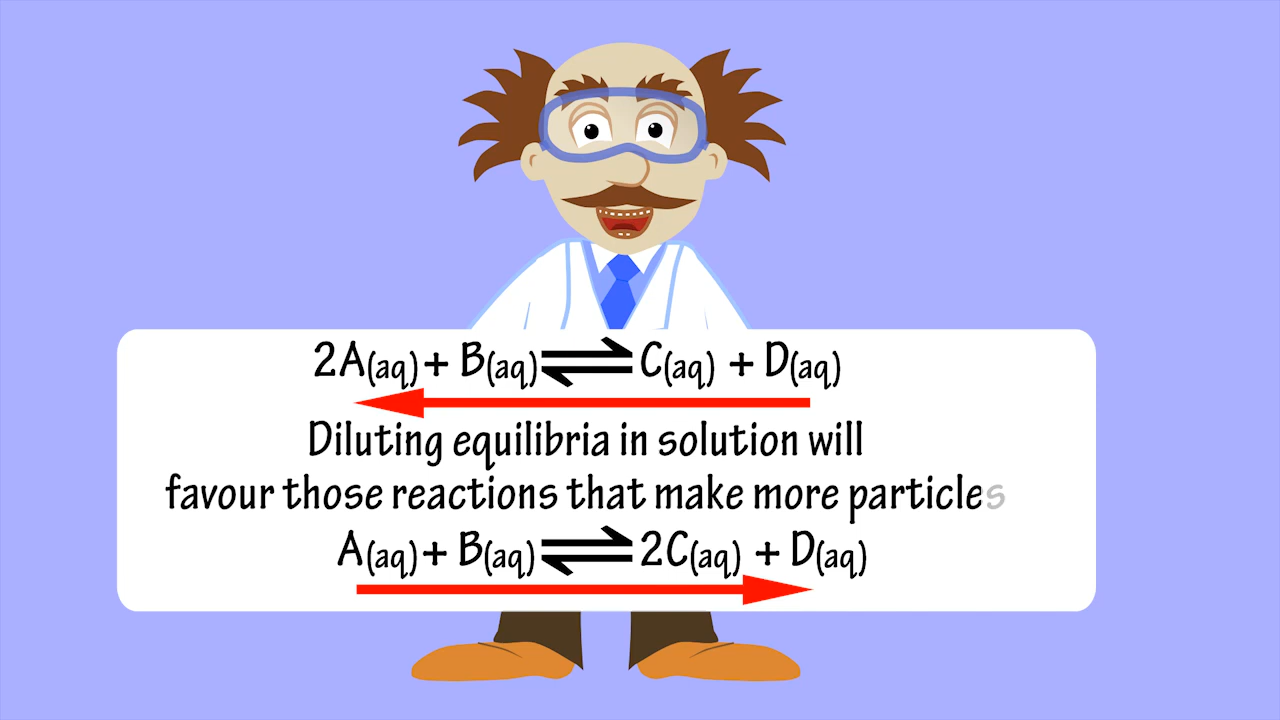 2A(aq) + B(aq) ⇌ C(aq) + D(aq)
Diluting equilibria in solution will
favour those reactions that make more particles
A(aq) + B(aq) ⇌ 2C(aq) + D(aq)